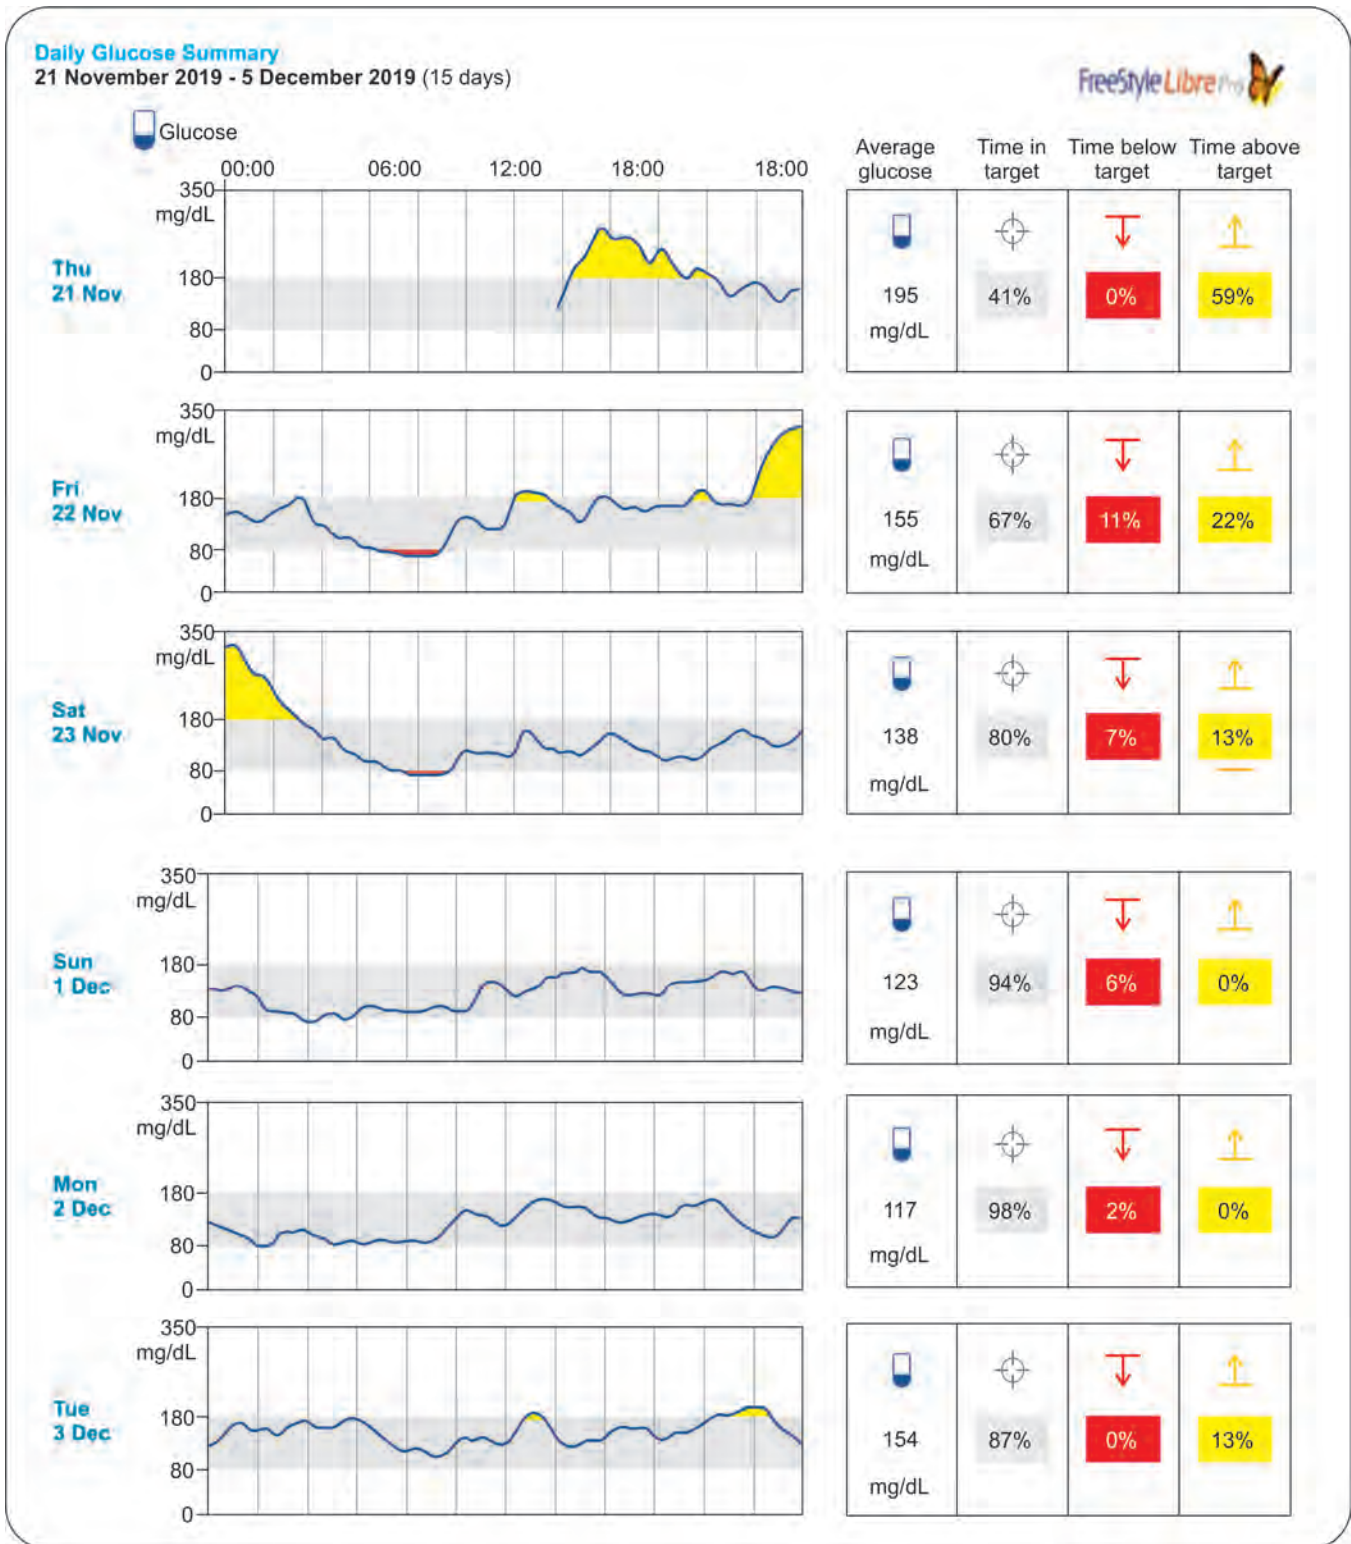 Daily Glucose Summary
21 November 2019 - 5 December 2019 (15 days)
FreeStyle Libre Pro
Glucose
00:00 06:00 12:00 18:00 18:00
Average glucose
Time in target
Time below target
Time above target
350
mg/dL
180
80
0
Thu
21 Nov
195
mg/dL
41%
0%
59%
350
mg/dL
180
80
0
Fri
22 Nov
155
mg/dL
67%
11%
22%
350
mg/dL
180
80
0
Sat
23 Nov
138
mg/dL
80%
7%
13%
350
mg/dL
180
80
0
Sun
1 Dec
123
mg/dL
94%
6%
0%
350
mg/dL
180
80
0
Mon
2 Dec
117
mg/dL
98%
2%
0%
350
mg/dL
180
80
0
Tue
3 Dec
154
mg/dL
87%
0%
13%